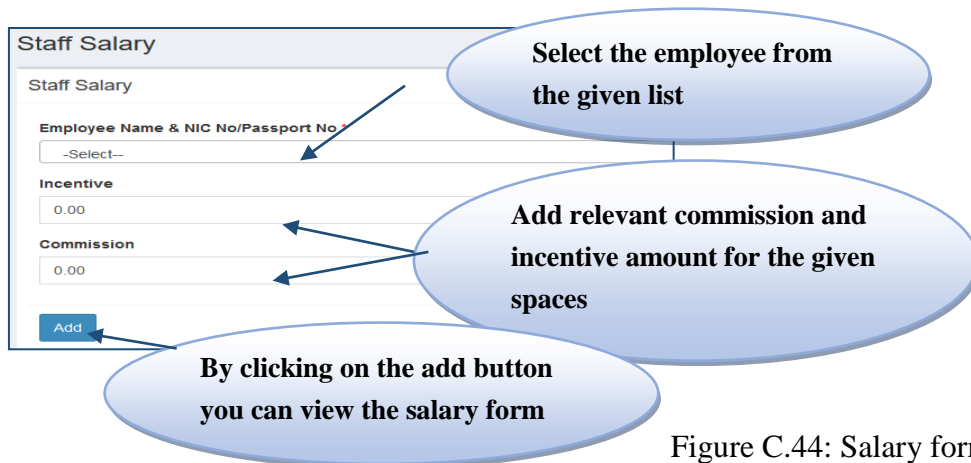 Staff Salary
Staff Salary
Select the employee from
the given list
Employee Name & NIC No/Passport No *
-Select--
Incentive
0.00
Add relevant commission and
incentive amount for the given
spaces
Commission
0.00
Add
By clicking on the add button
you can view the salary form
Figure C.44: Salary for